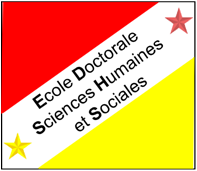 Ecole Doctorale
Sciences Humaines
et Sociales